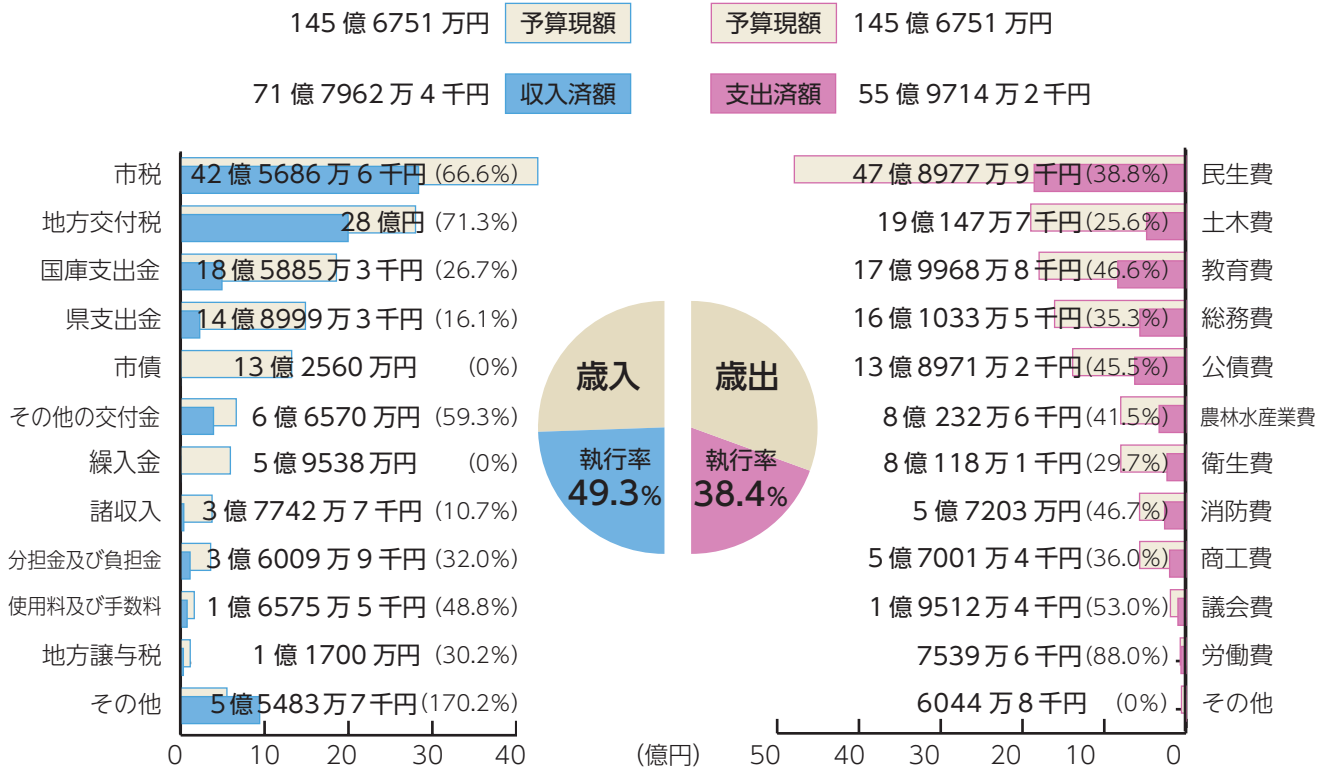 145億6751万円 予算現額 予算現額 145億6751万円
71億7962万4千円 収入済額 支出済額 55億9714万2千円
市税 42億5686万6千円(66.6%)
地方交付税 28億円(71.3%)
国庫支出金 18億5885万3千円(26.7%)
県支出金 14億8999万3千円(16.1%)
市債 13億2560万円(0%)
その他の交付金 6億6570万円(59.3%)
繰入金 5億9538万円(0%)
諸収入 3億7742万7千円(10.7%)
分担金及び負担金 3億6009万9千円(32.0%)
使用料及び手数料 1億6575万5千円(48.8%)
地方譲与税 1億1700万円(30.2%)
その他 5億5483万7千円(170.2%)
0 10 20 30 40 (億円)
歳入
執行率
49.3%
歳出
執行率
38.4%
47億8977万9千円(38.8%) 民生費
19億147万7千円(25.6%) 土木費
17億9968万8千円(46.6%) 教育費
16億1033万5千円(35.3%) 総務費
13億8971万2千円(45.5%) 公債費
8億232万6千円(41.5%) 農林水産業費
8億118万1千円(29.7%) 衛生費
5億7203万円(46.7%) 消防費
5億7001万4千円(36.0%) 商工費
1億9512万4千円(53.0%) 議会費
7539万6千円(88.0%) 労働費
6044万8千円(0%) その他
50 40 30 20 10 0